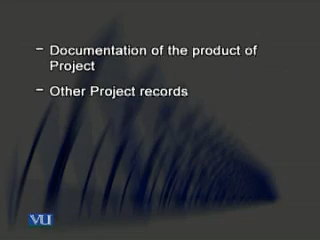 - Documentation of the product of
Project
- Other Project records
VU